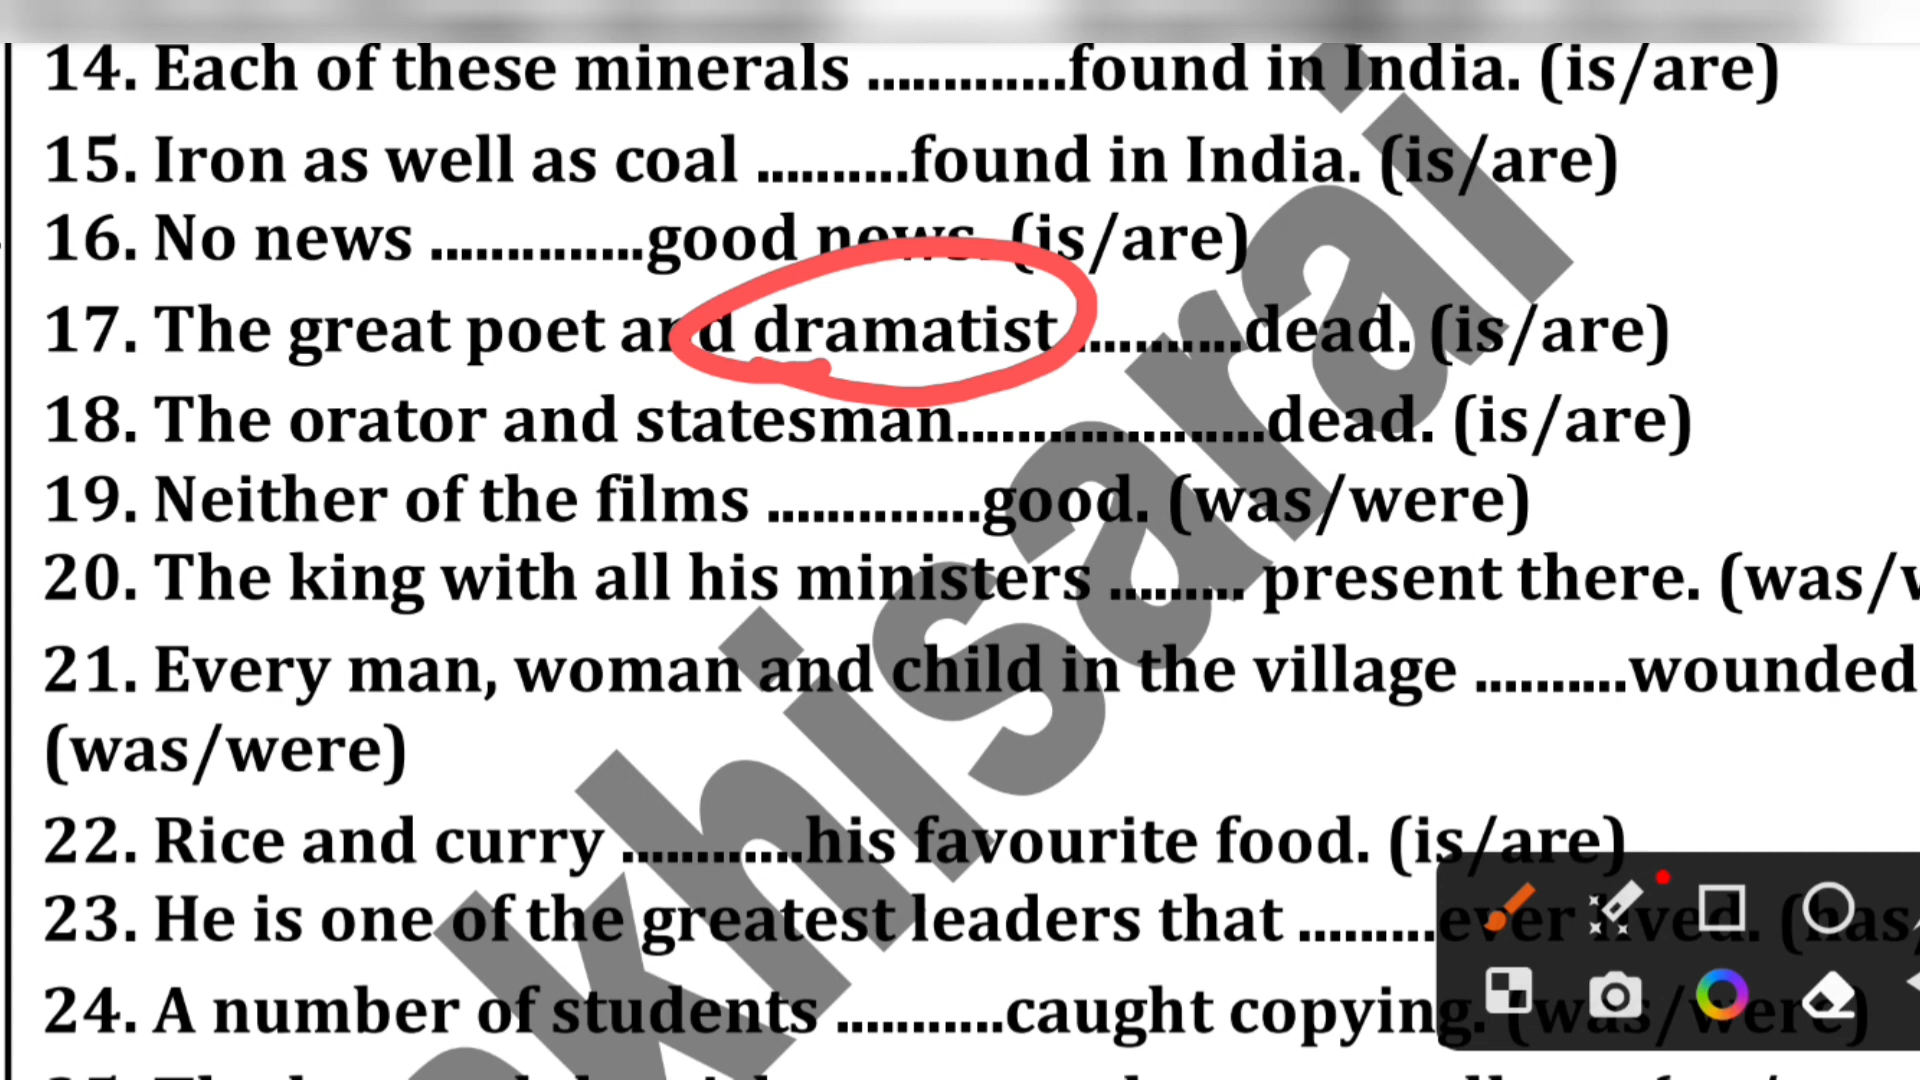 14. Each of these minerals .............found in India. (is/are)
15. Iron as well as coal ..........found in India. (is/are)
16. No news ..............good news. (is/are)
17. The great poet and dramatist ...........dead. (is/are)
18. The orator and statesman....................dead. (is/are)
19. Neither of the films ..............good. (was/were)
20. The king with all his ministers ......... present there. (was/w
21. Every man, woman and child in the village ..........wounded
(was/were)
22. Rice and curry ............his favourite food. (is/are)
23. He is one of the greatest leaders that .........ever lived. (has
24. A number of students ...........caught copying. (was/were)
khisarai